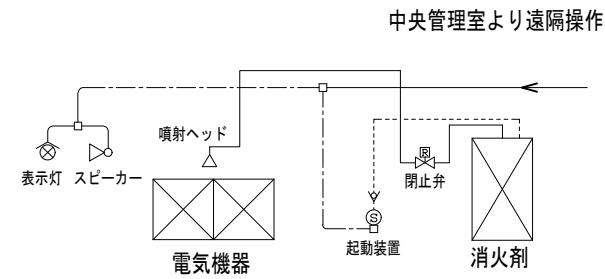 中央管理室より遠隔操作
噴射ヘッド
R
表示灯 スピーカー
閉止弁
S
起動装置
電気機器
消火剤